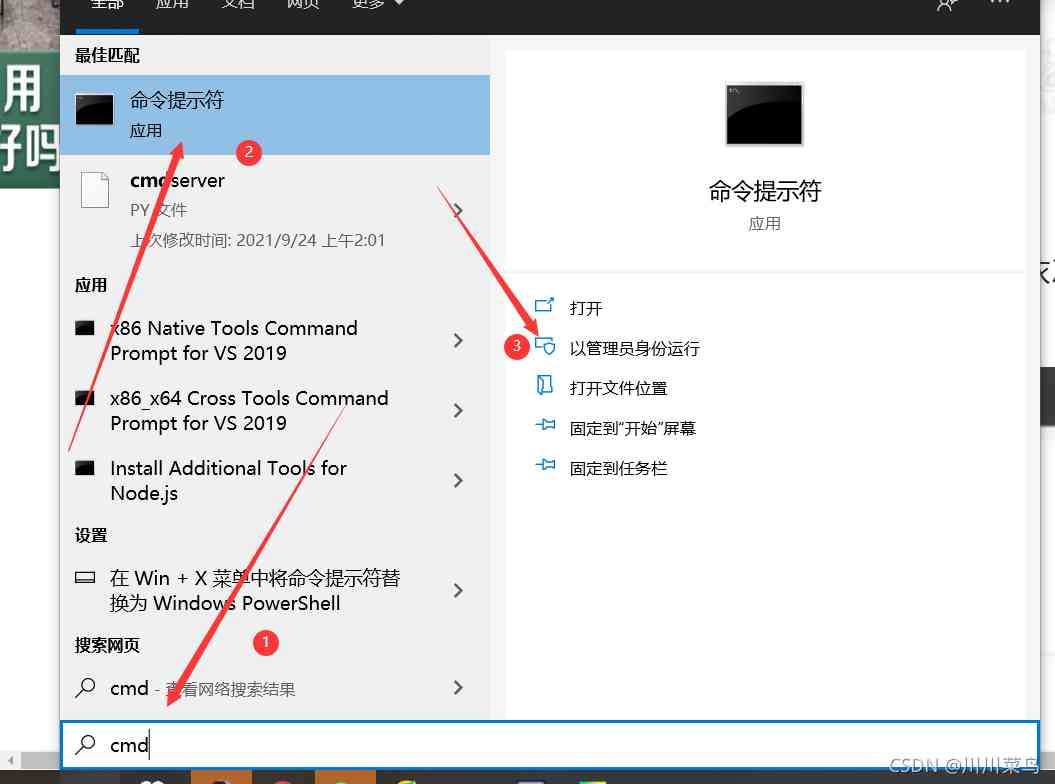 全部 应用 文档 网页 更多
最佳匹配
命令提示符
应用
2
cmdserver
PY 文件
上次修改时间: 2021/9/24 上午2:01
应用
x86 Native Tools Command
Prompt for VS 2019
x86_x64 Cross Tools Command
Prompt for VS 2019
Install Additional Tools for
Node.js
设置
在 Win + X 菜单中将命令提示符替
换为 Windows PowerShell
搜索网页
1
cmd - 查看网络搜索结果
cmd
命令提示符
应用
打开
3
以管理员身份运行
打开文件位置
固定到“开始”屏幕
固定到任务栏
用
好吗
CSDN @川川菜鸟